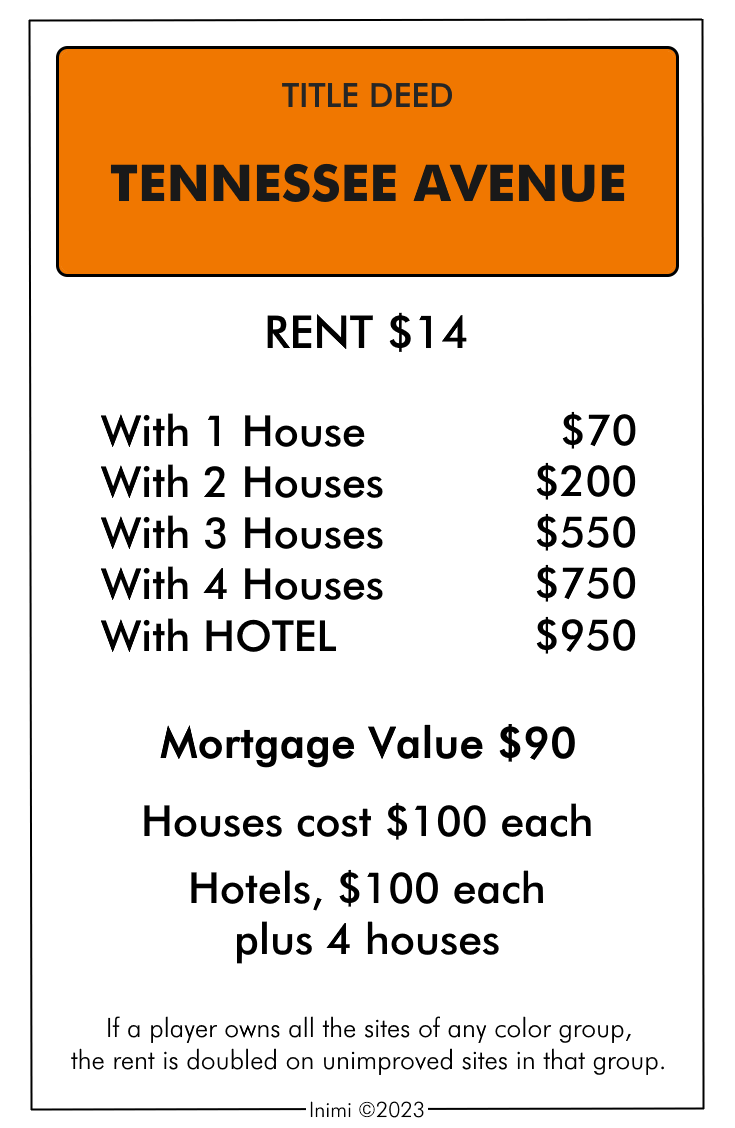 TITLE DEED
TENNESSEE AVENUE
RENT $14
With 1 House $70
With 2 Houses $200
With 3 Houses $550
With 4 Houses $750
With HOTEL $950
Mortgage Value $90
Houses cost $100 each
Hotels, $100 each
plus 4 houses
If a player owns all the sites of any color group,
the rent is doubled on unimproved sites in that group.
Inimi ©2023